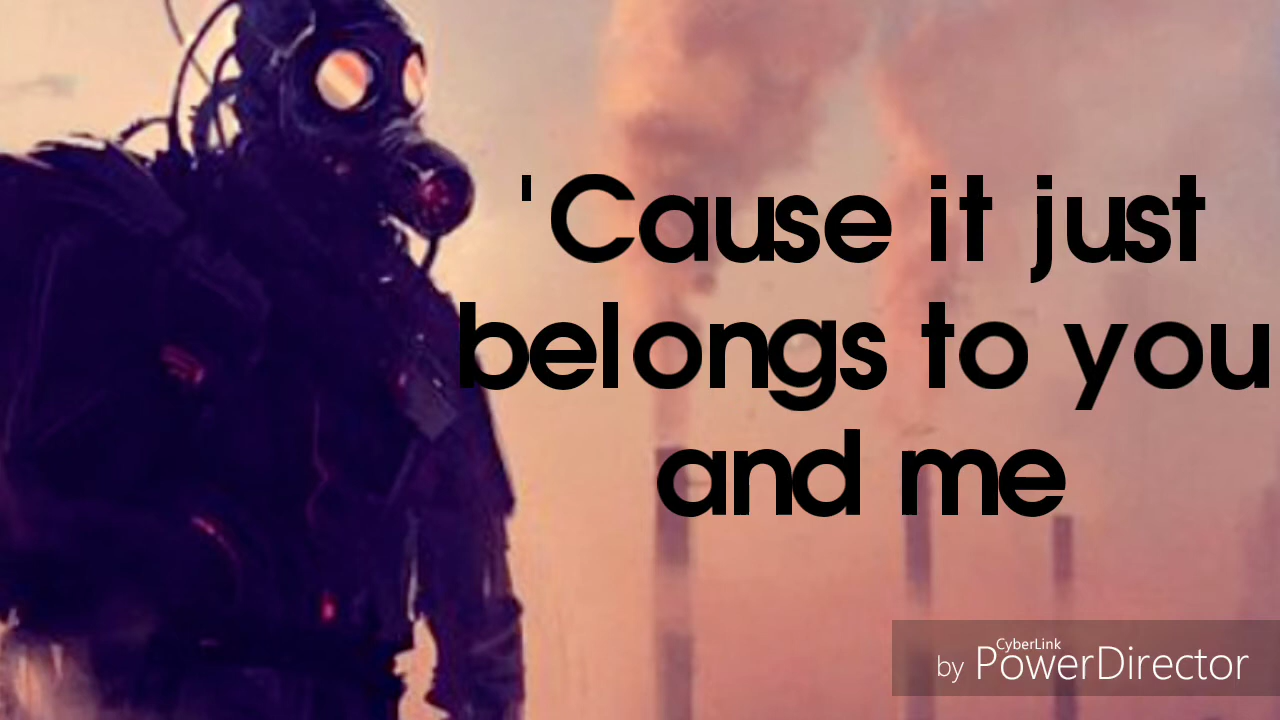 'Cause it just
belongs to you
and me
CyberLink
by PowerDirector